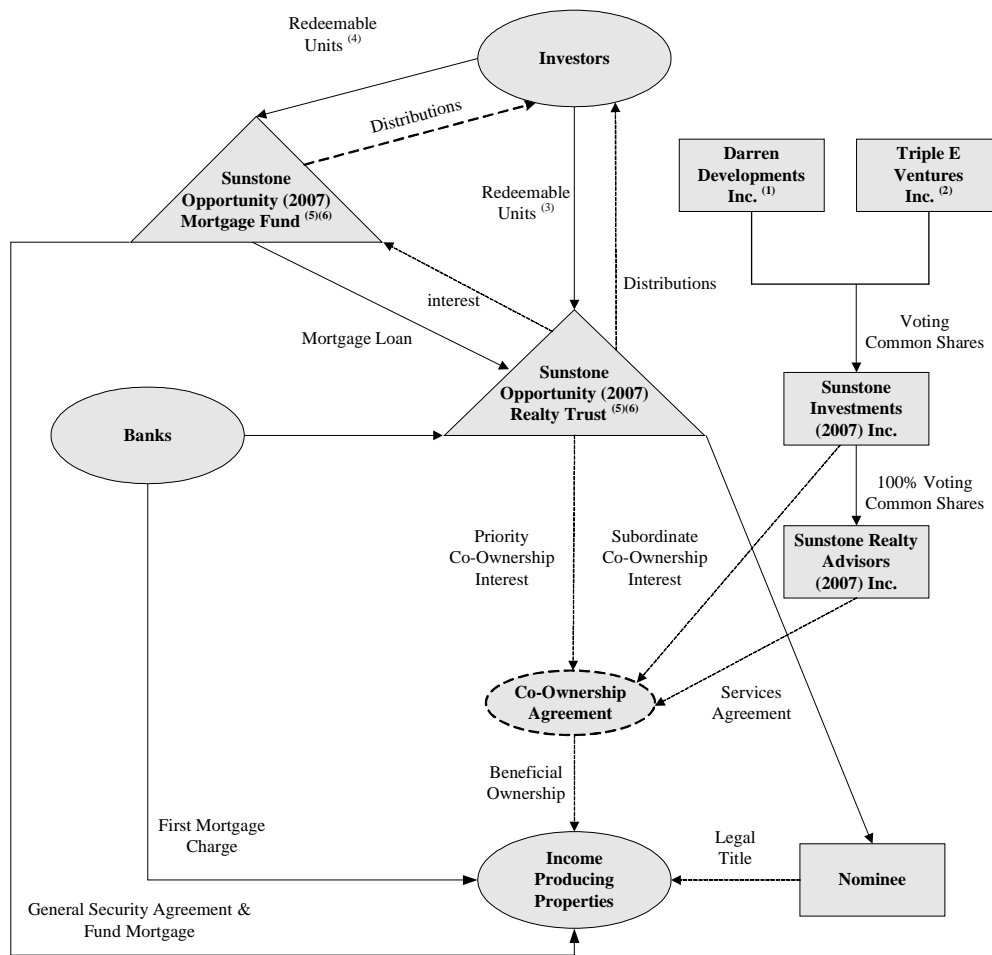 Redeemable
Units (4)
Investors
Distributions
Sunstone
Opportunity (2007)
Mortgage Fund (5)(6)
Redeemable
Units (3)
Darren
Developments
Inc. (1)
Triple E
Ventures
Inc. (2)
interest
Distributions
Mortgage Loan
Voting
Common Shares
Sunstone
Opportunity (2007)
Realty Trust (5)(6)
Sunstone
Investments
(2007) Inc.
Banks
100% Voting
Common Shares
Priority
Co-Ownership
Interest
Subordinate
Co-Ownership
Interest
Sunstone Realty
Advisors
(2007) Inc.
Co-Ownership
Agreement
Services
Agreement
Beneficial
Ownership
First Mortgage
Charge
Legal
Title
Income
Producing
Properties
Nominee
General Security Agreement &
Fund Mortgage